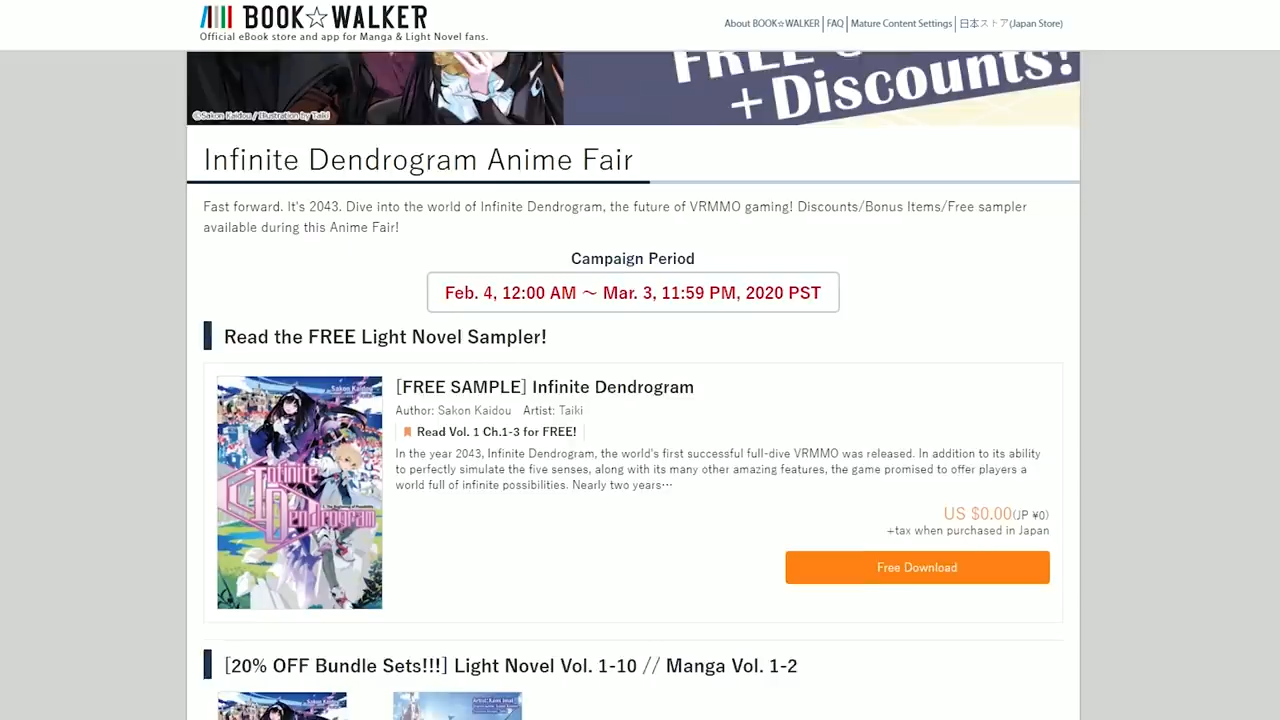 BOOK☆WALKER
Official eBook store and app for Manga & Light Novel fans.
About BOOK☆WALKER
FAQ
Mature Content Settings
日本ストア(Japan Store)
+Discounts!
©Sakon Kaidou / Illustration by Taiki
Infinite Dendrogram Anime Fair
Fast forward. It's 2043. Dive into the world of Infinite Dendrogram, the future of VRMMO gaming! Discounts/Bonus Items/Free sampler
available during this Anime Fair!
Campaign Period
Feb. 4, 12:00 AM ～ Mar. 3, 11:59 PM, 2020 PST
Read the FREE Light Novel Sampler!
Sakon Kaidou
Infinite
Dendrogram
[FREE SAMPLE] Infinite Dendrogram
Author: Sakon Kaidou Artist: Taiki
Read Vol. 1 Ch.1-3 for FREE!
In the year 2043, Infinite Dendrogram, the world's first successful full-dive VRMMO was released. In addition to its ability
to perfectly simulate the five senses, along with its many other amazing features, the game promised to offer players a
world full of infinite possibilities. Nearly two years⋯
US $0.00(JP ¥0)
+tax when purchased in Japan
Free Download
[20% OFF Bundle Sets!!!] Light Novel Vol. 1-10 // Manga Vol. 1-2
Sakon Kaidou